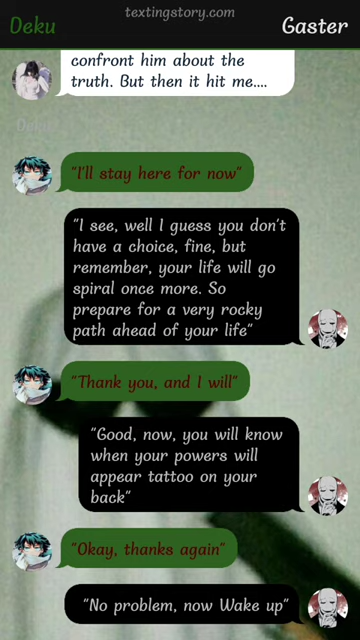 textingstory.com
Deku
Gaster
confront him about the
truth. But then it hit me....
Deku
"I'll stay here for now"
"I see, well I guess you don't
have a choice, fine, but
remember, your life will go
spiral once more. So
prepare for a very rocky
path ahead of your life"
"Thank you, and I will"
"Good, now, you will know
when your powers will
appear tattoo on your
back"
"Okay, thanks again"
"No problem, now Wake up"